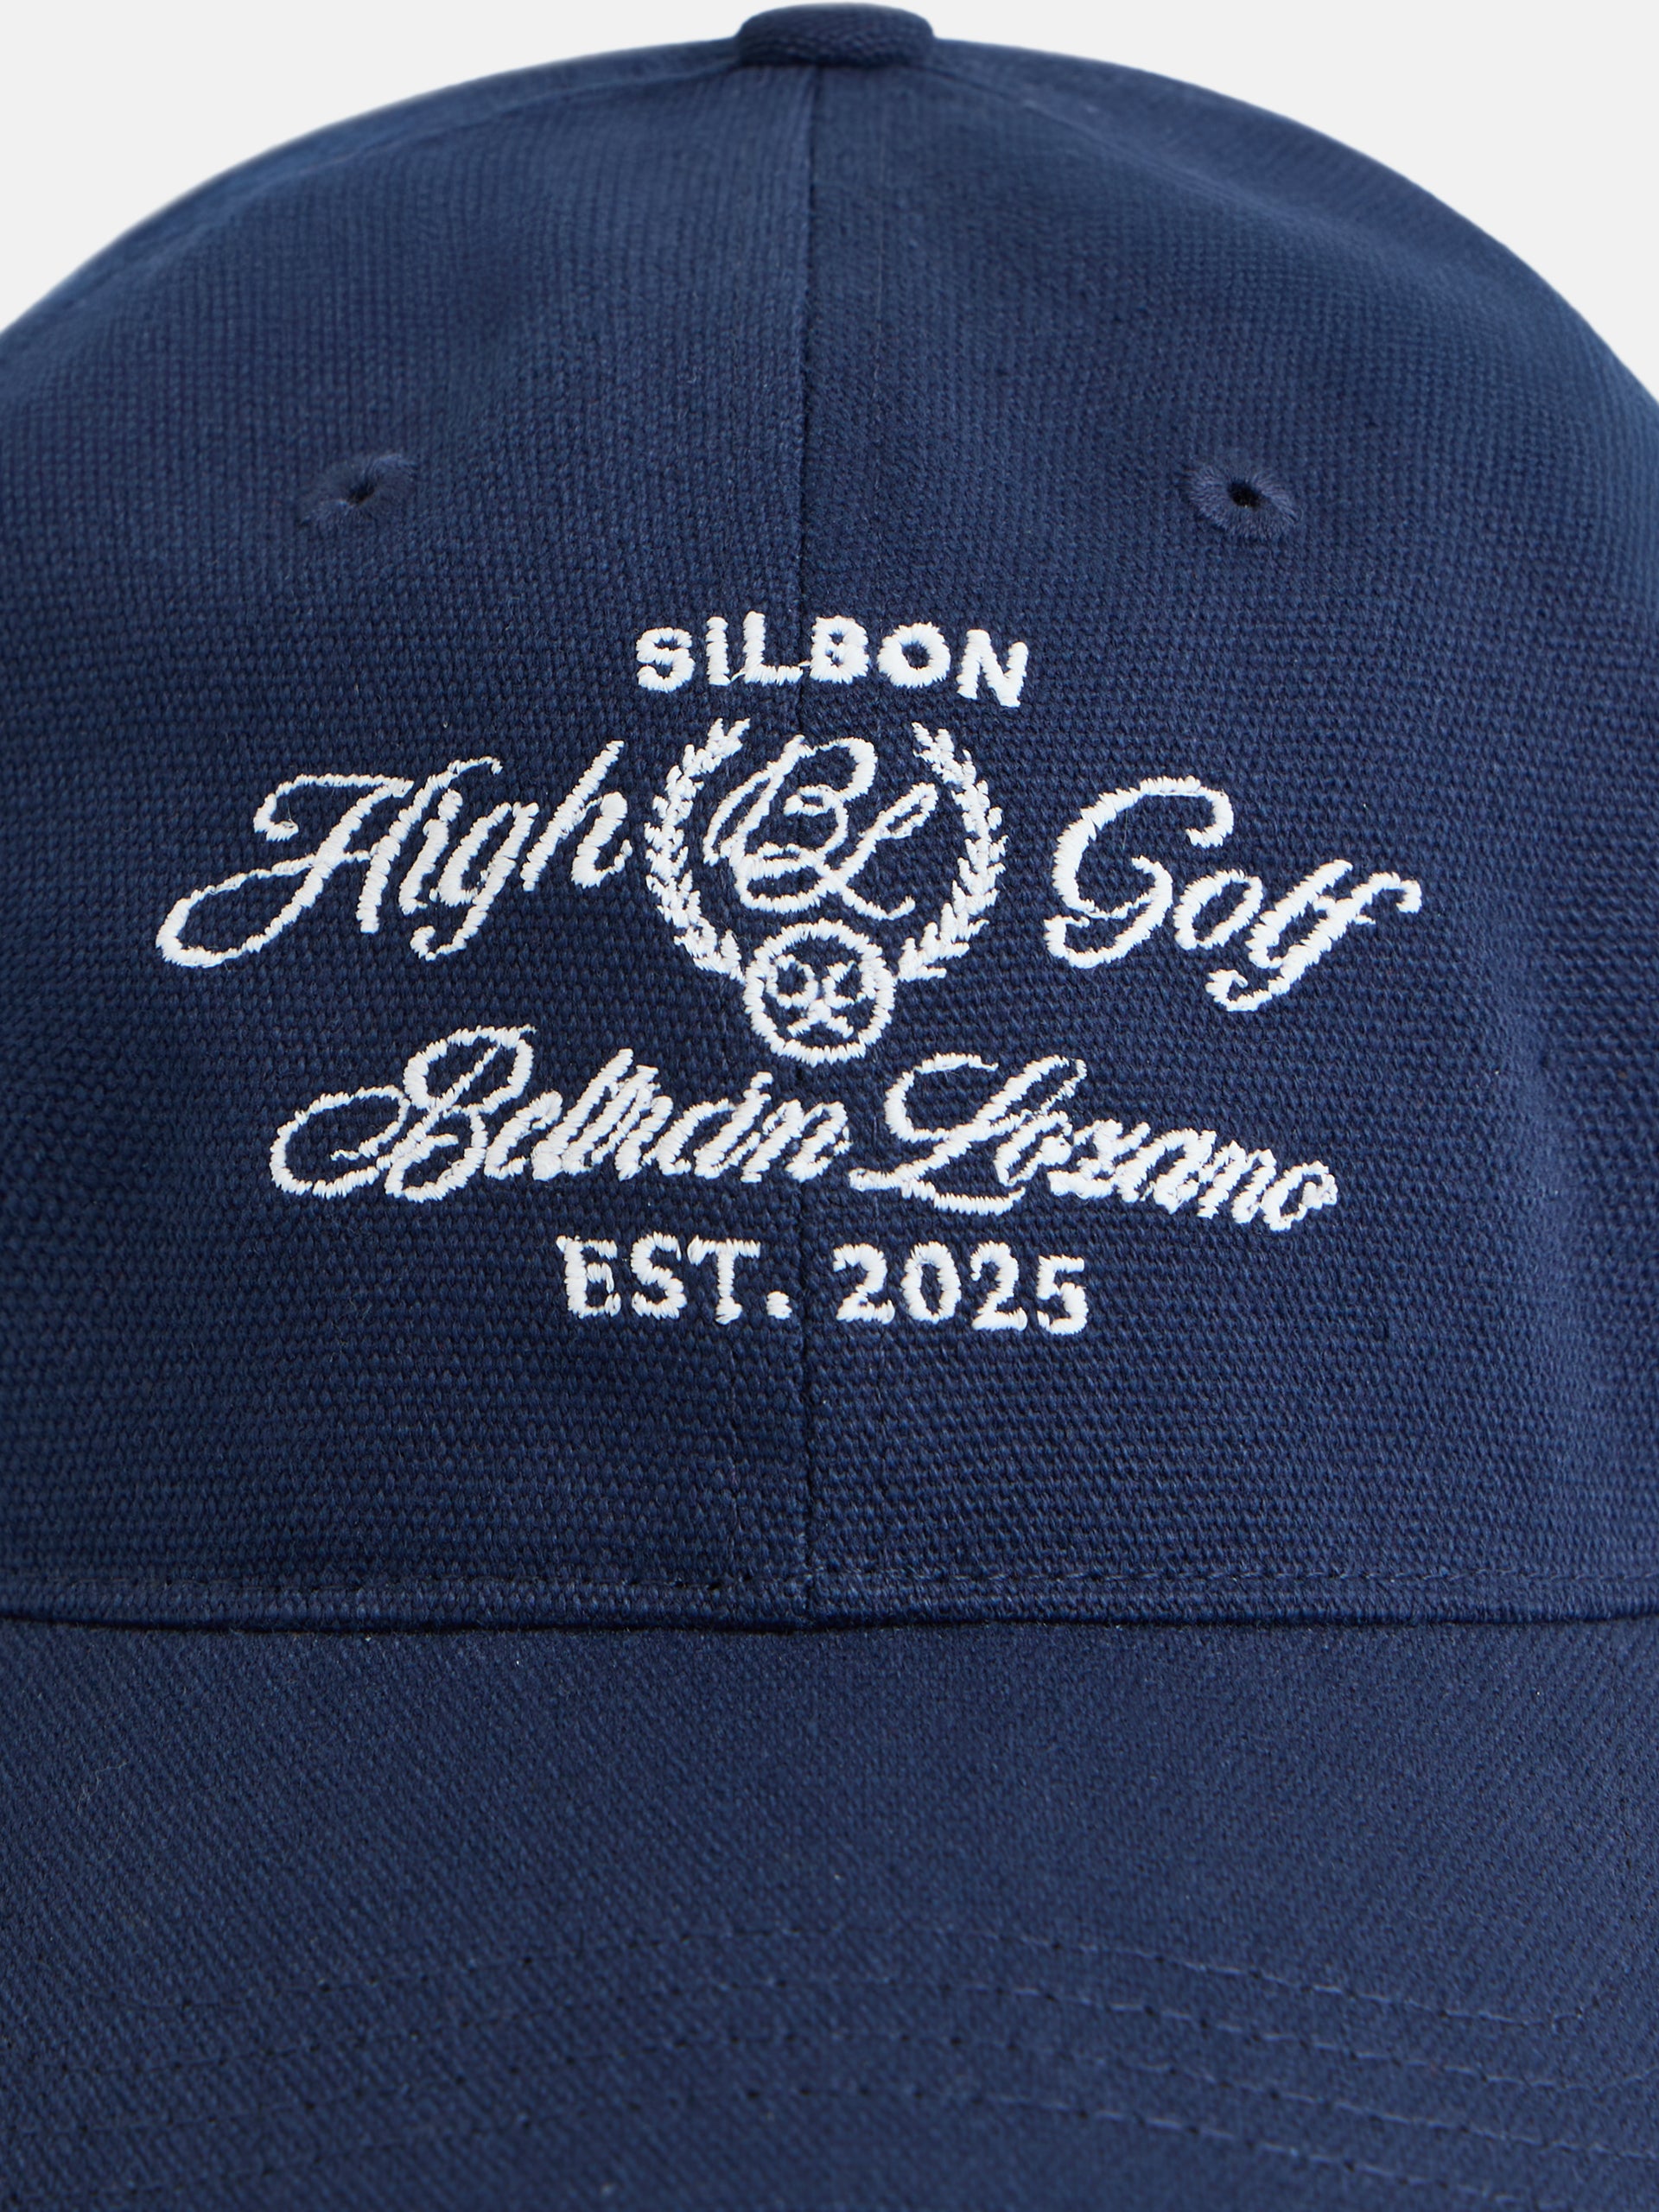 SILBON
High BL Golf
Beltrán Lozano
EST. 2025